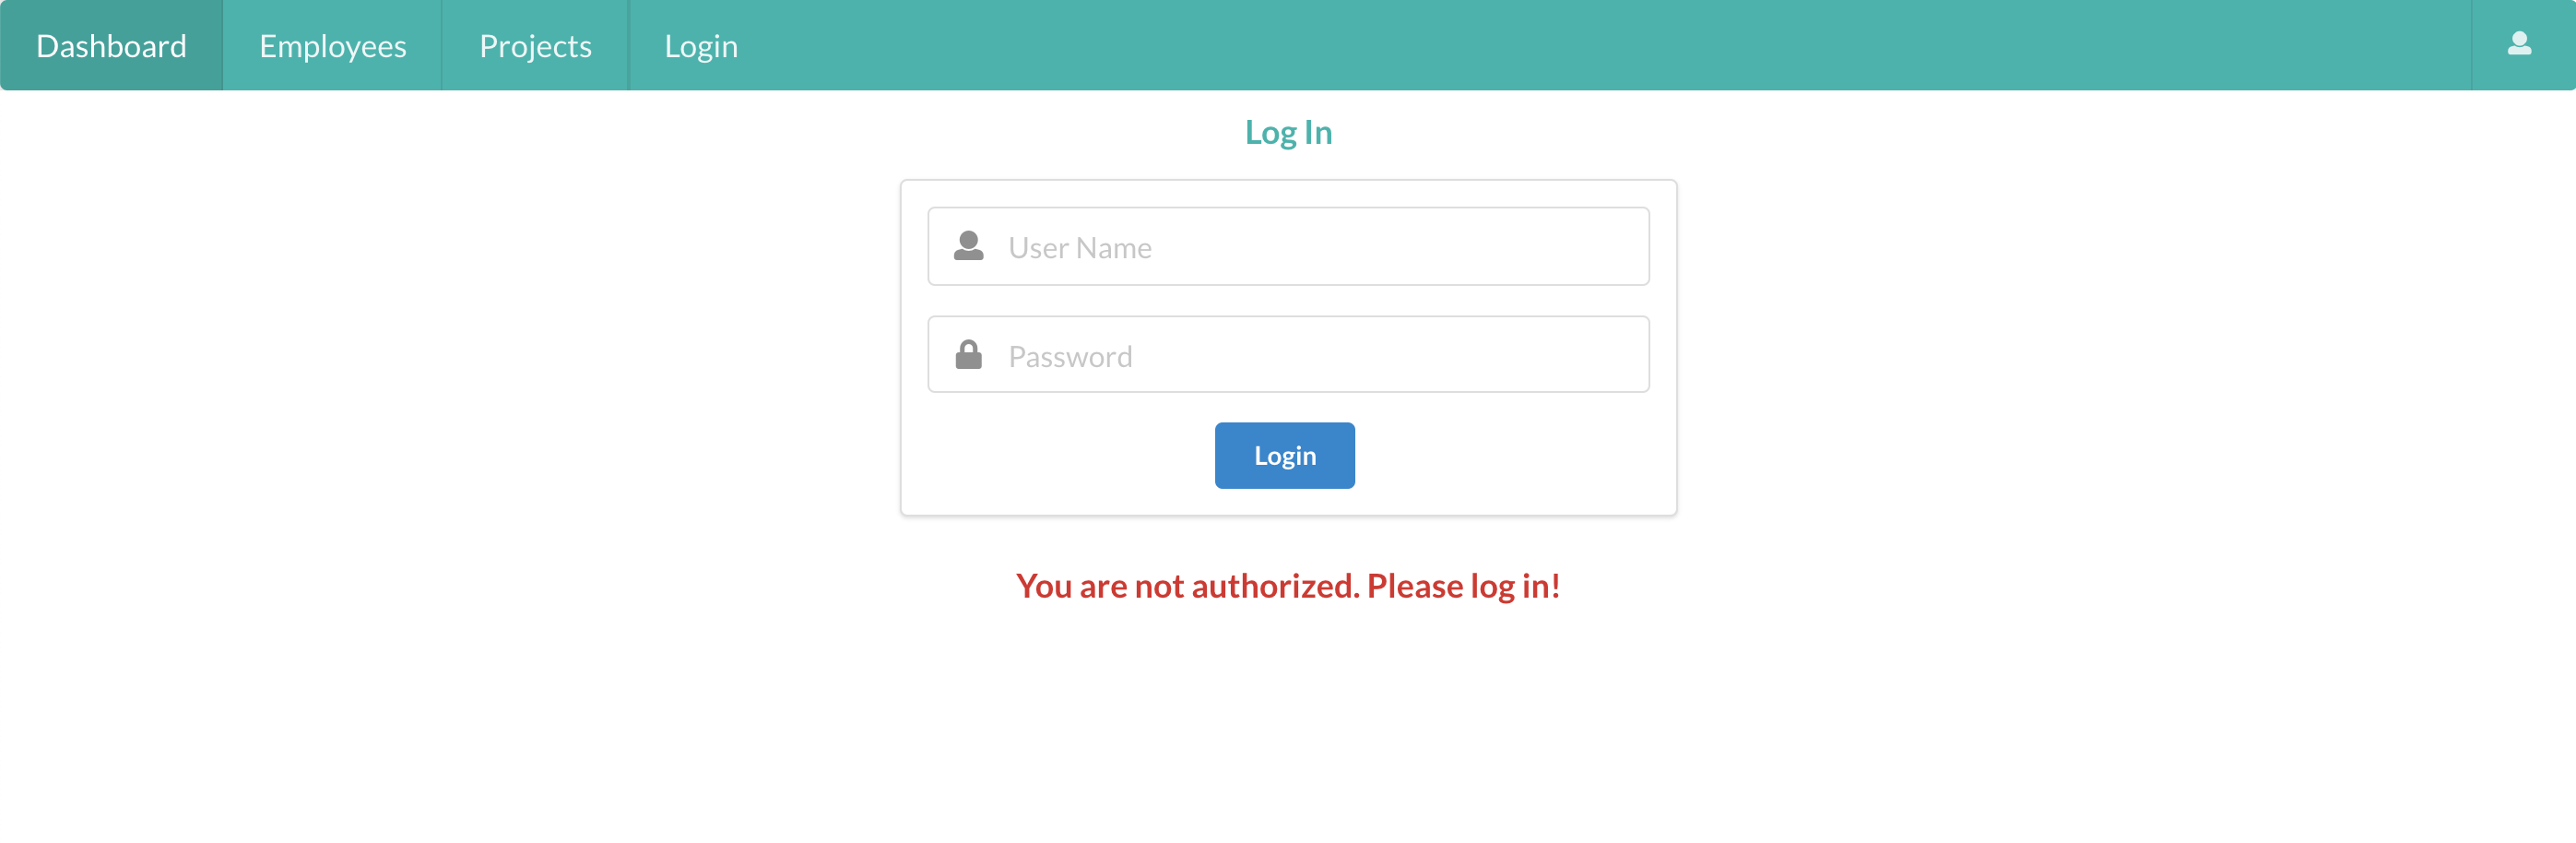 Dashboard Employees Projects Login
Log In
User Name
Password
Login
You are not authorized. Please log in!